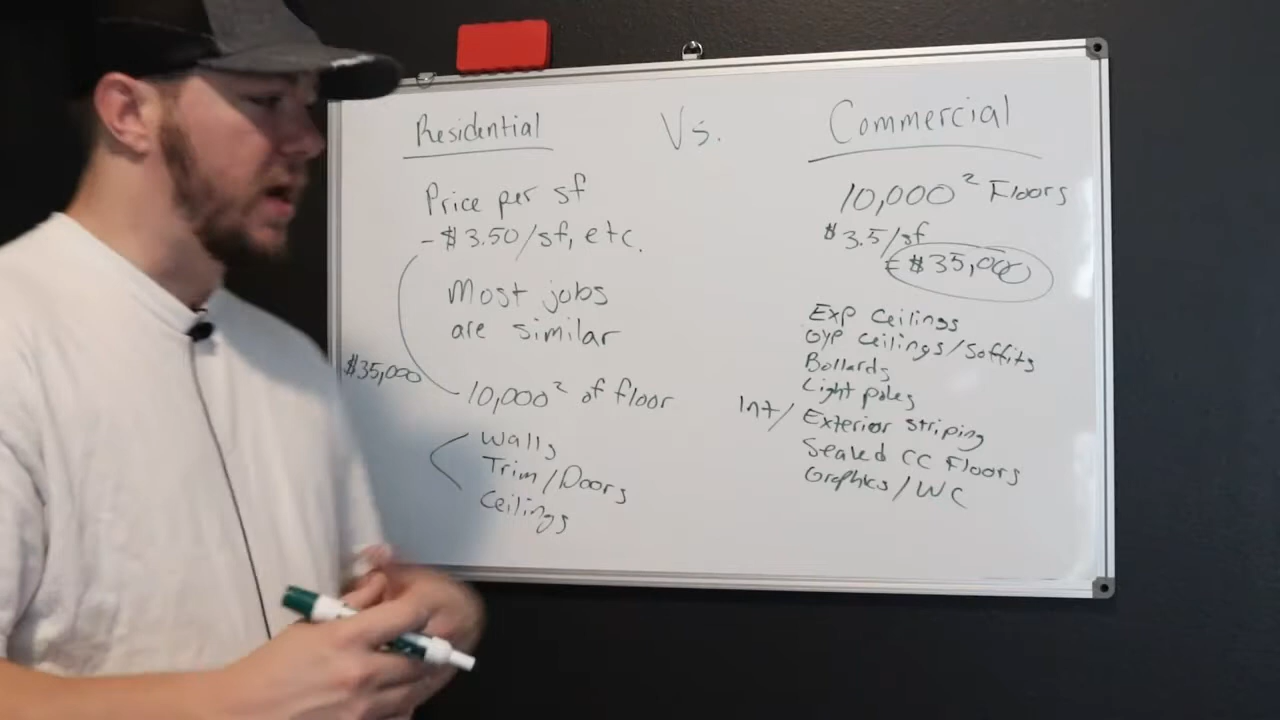 Residential Vs. Commercial
Price per sf
- $3.50/sf, etc.
Most jobs
are similar
$35,000
10,000² of floor
Walls
Trim/Doors
Ceilings
10,000² Floors
$3.5/sf
= $35,000
Exp Ceilings
GYP Ceilings/Soffits
Bollards
Light poles
Int/Exterior striping
Sealed CC Floors
Graphics/WC